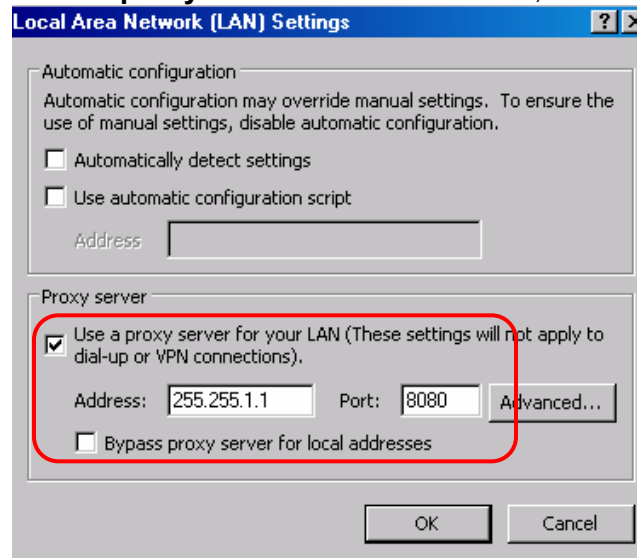 Local Area Network (LAN) Settings
Automatic configuration
Automatic configuration may override manual settings. To ensure the
use of manual settings, disable automatic configuration.
Automatically detect settings
Use automatic configuration script
Address
Proxy server
Use a proxy server for your LAN (These settings will not apply to
dial-up or VPN connections).
Address: 255.255.1.1 Port: 8080 Advanced...
Bypass proxy server for local addresses
OK Cancel